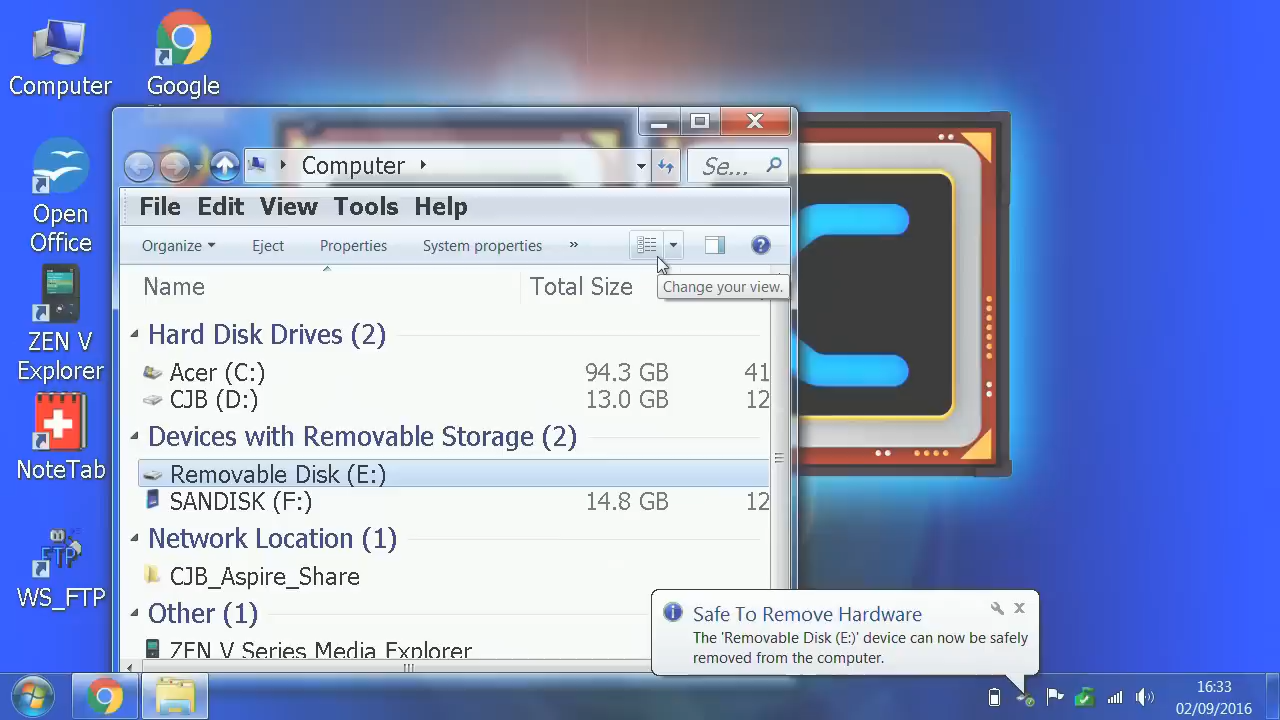 Computer
Google
Open
Office
ZEN V
Explorer
NoteTab
FTP
WS_FTP
Computer
Se...
File Edit View Tools Help
Organize Eject Properties System properties »
Change your view.
Name Total Size
Hard Disk Drives (2)
Acer (C:) 94.3 GB 41
CJB (D:) 13.0 GB 12
Devices with Removable Storage (2)
Removable Disk (E:)
SANDISK (F:) 14.8 GB 12
Network Location (1)
CJB_Aspire_Share
Other (1)
ZEN V Series Media Explorer
Safe To Remove Hardware
The 'Removable Disk (E:)' device can now be safely
removed from the computer.
16:33
02/09/2016